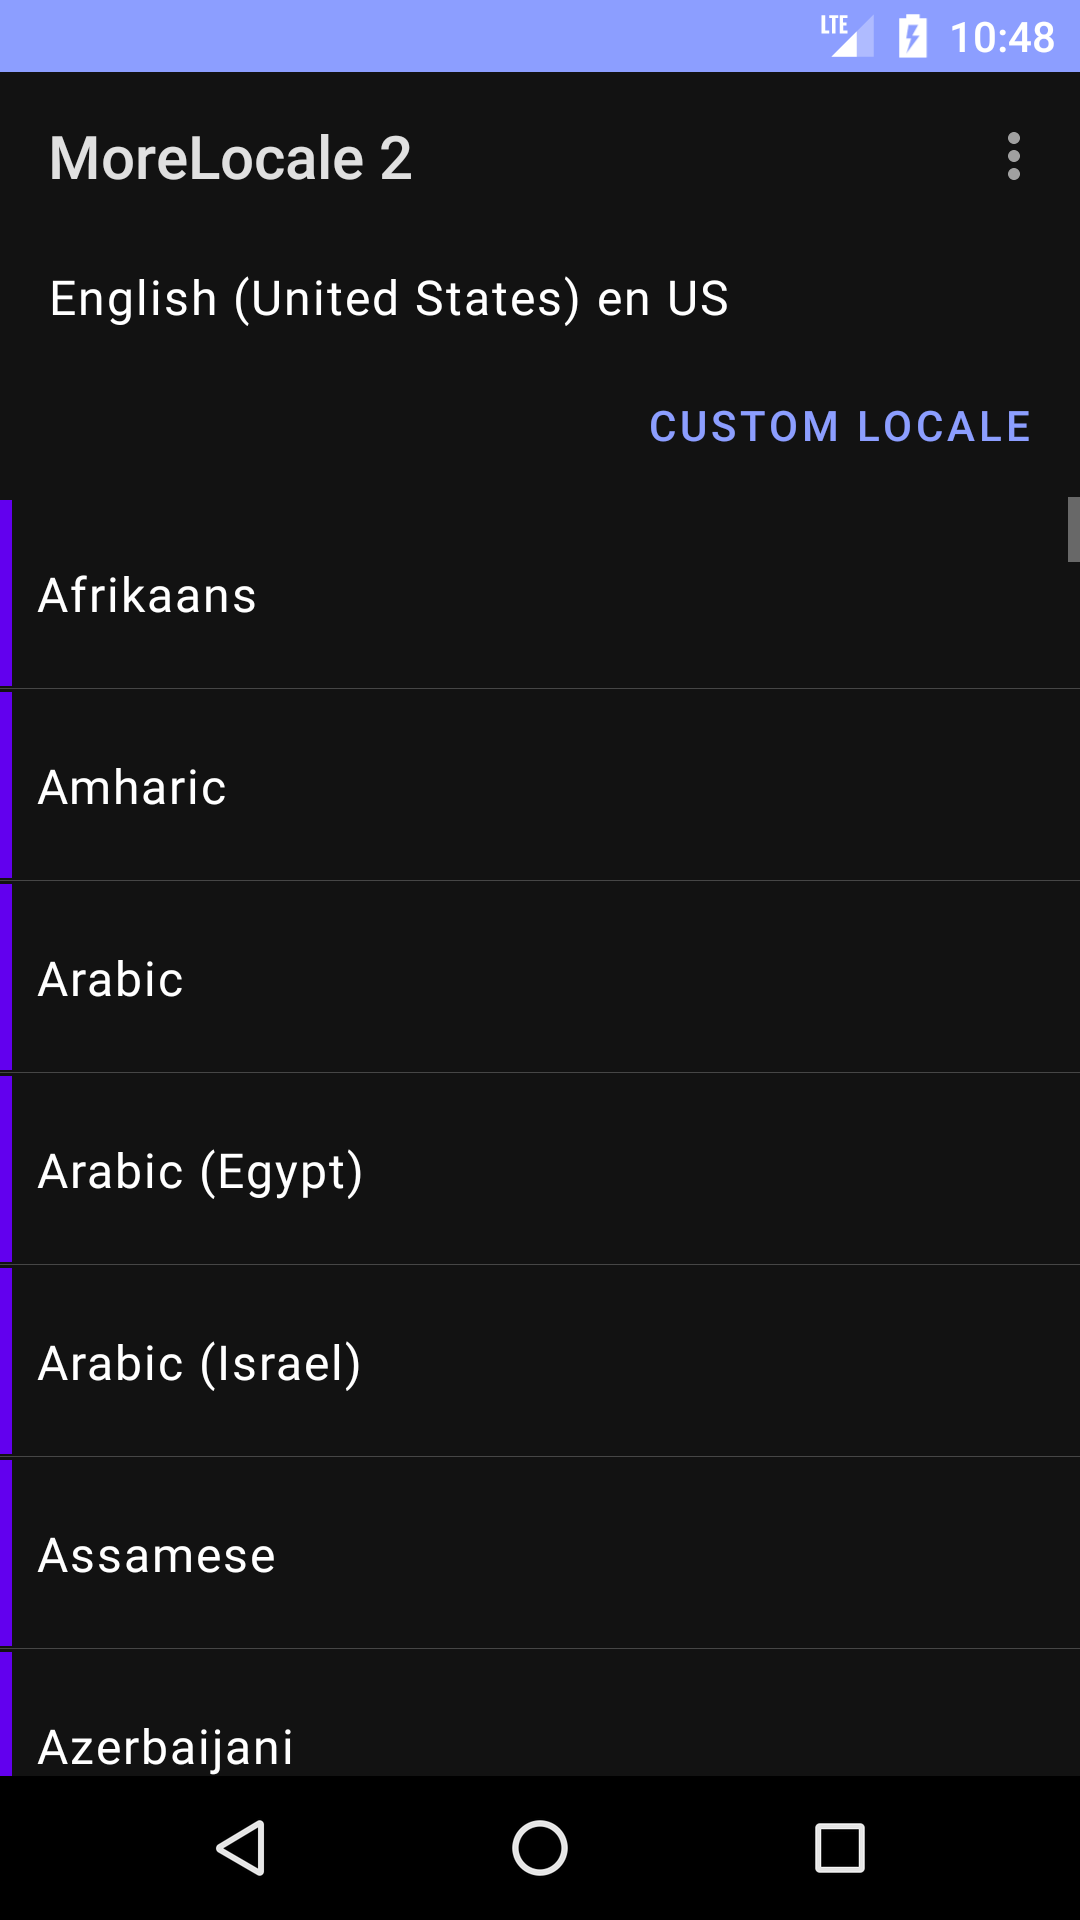 LTE 10:48
MoreLocale 2
English (United States) en US
CUSTOM LOCALE
Afrikaans
Amharic
Arabic
Arabic (Egypt)
Arabic (Israel)
Assamese
Azerbaijani